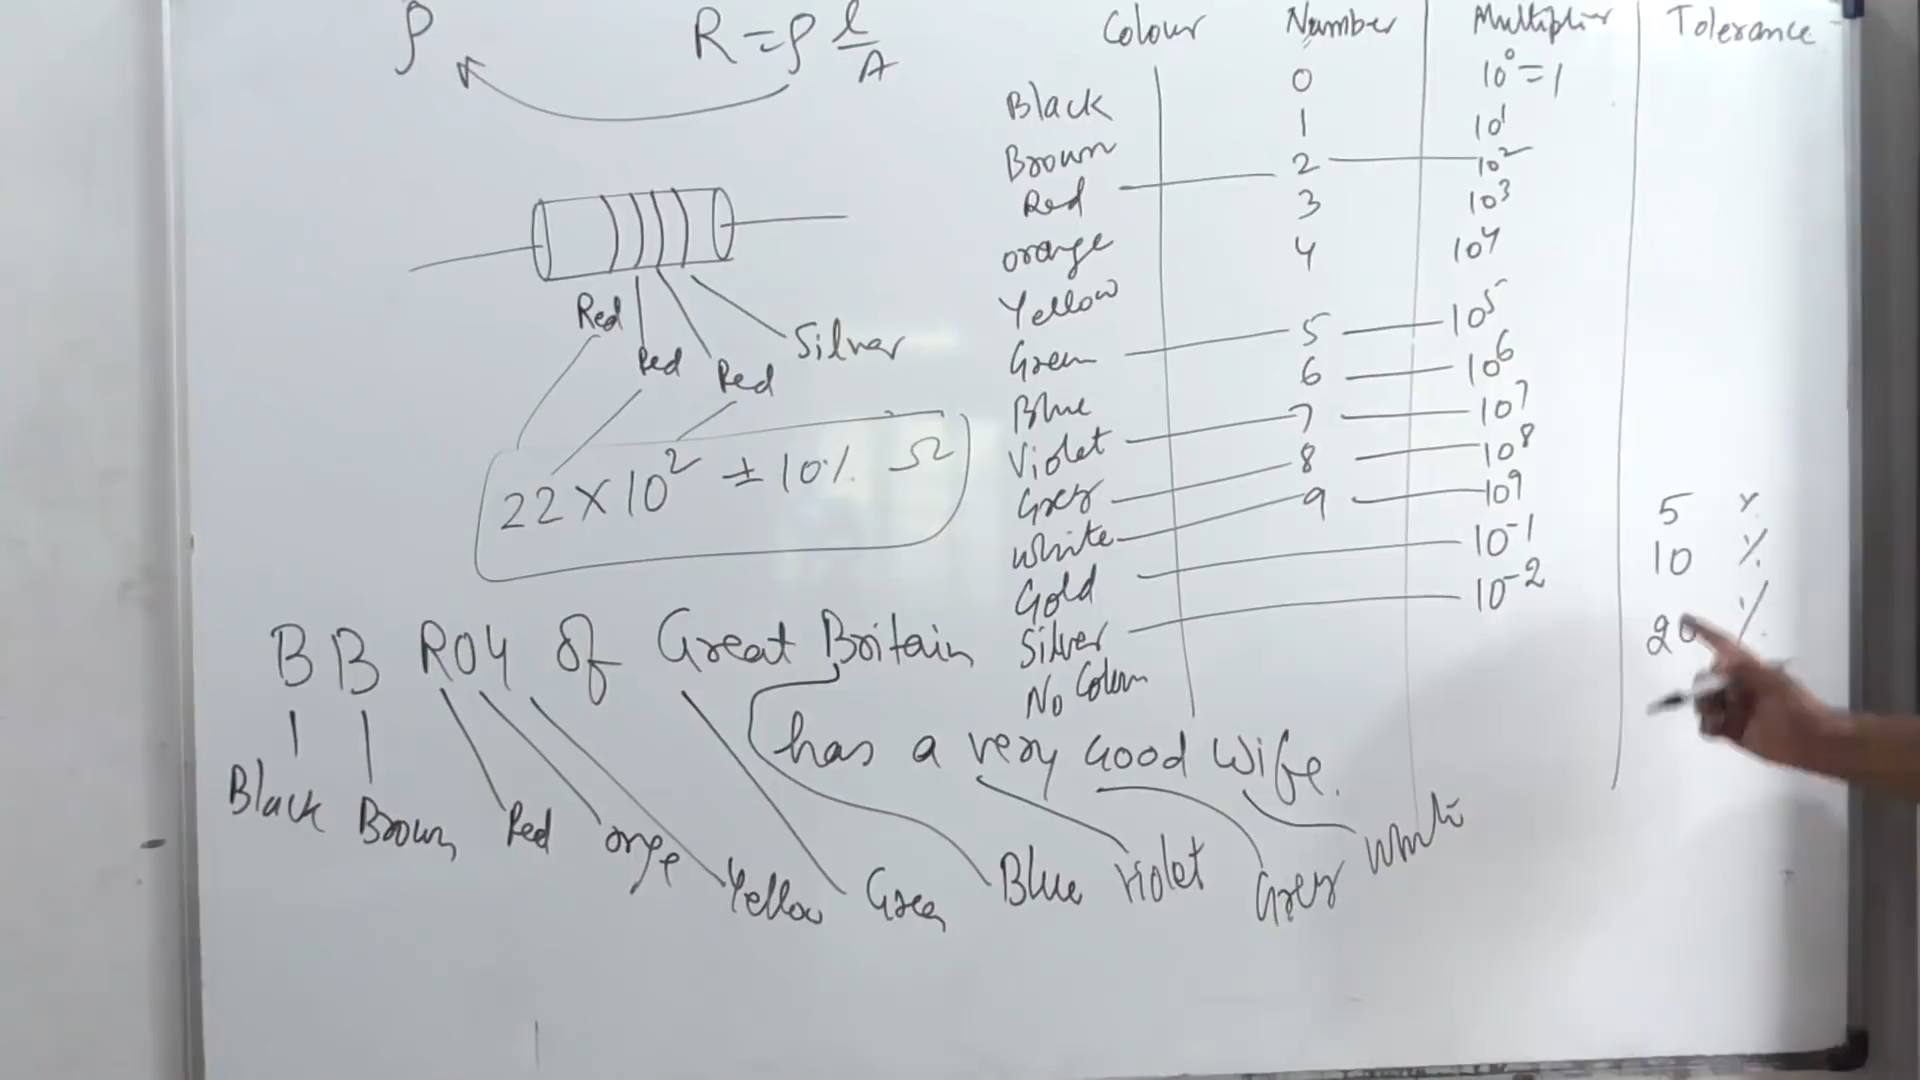 ρ
R = ρ l/A
Colour Number Multiplier Tolerance
Black 0 10⁰ = 1
Brown 1 10¹
Red 2 10²
orange 3 10³
Yellow 4 10⁴
Green 5 10⁵
Blue 6 10⁶
Violet 7 10⁷
Grey 8 10⁸
White 9 10⁹
Gold 10⁻¹ 5 %
Silver 10⁻² 10 %
No Colour 20 %
Red Red Red Silver
22 × 10² ± 10% Ω
B B ROY of Great Britain
has a very Good Wife.
Black Brown Red Yellow Green Blue Violet Grey White